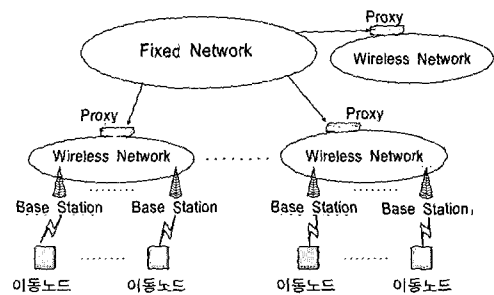 Proxy
Fixed Network
Wireless Network
Proxy
Proxy
Wireless Network
Wireless Network
Base Station
Base Station
Base Station
Base Station
이동노드
이동노드
이동노드
이동노드